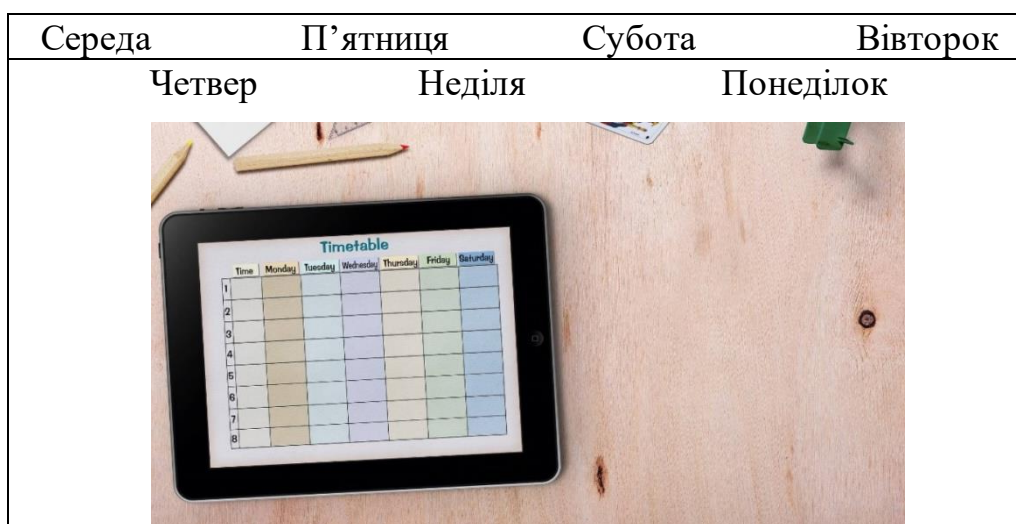 Середа П’ятниця Субота Вівторок
Четвер Неділя Понеділок
Timetable
Time Monday Tuesday Wednesday Thursday Friday Saturday
1
2
3
4
5
6
7
8